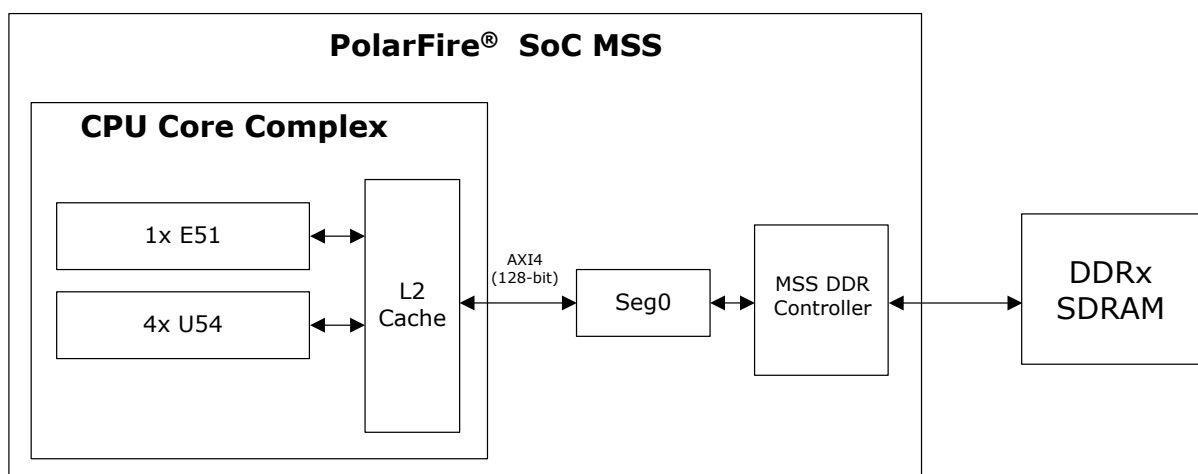 PolarFire® SoC MSS
CPU Core Complex
1x E51
4x U54
L2
Cache
AXI4
(128-bit)
Seg0
MSS DDR
Controller
DDRx
SDRAM